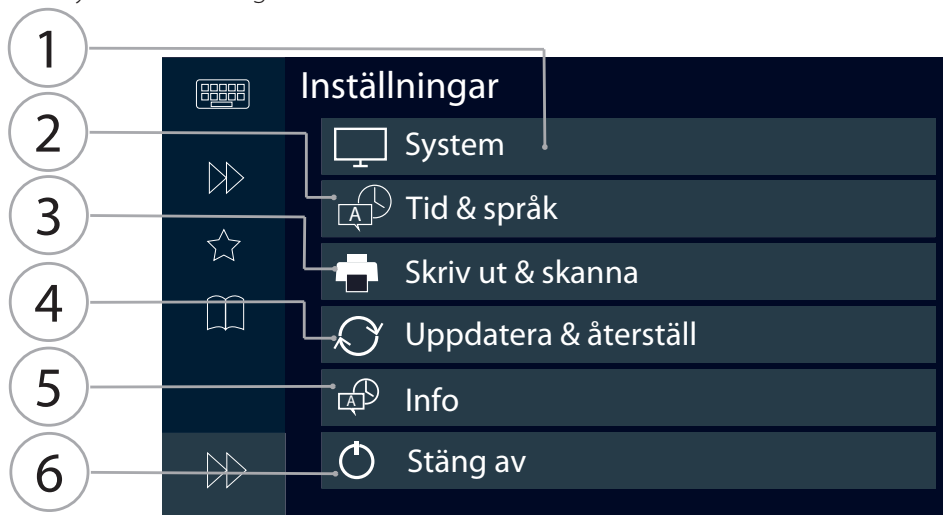 1
Inställningar
2
System
3
Tid & språk
Skriv ut & skanna
4
Uppdatera & återställ
5
Info
6
Stäng av